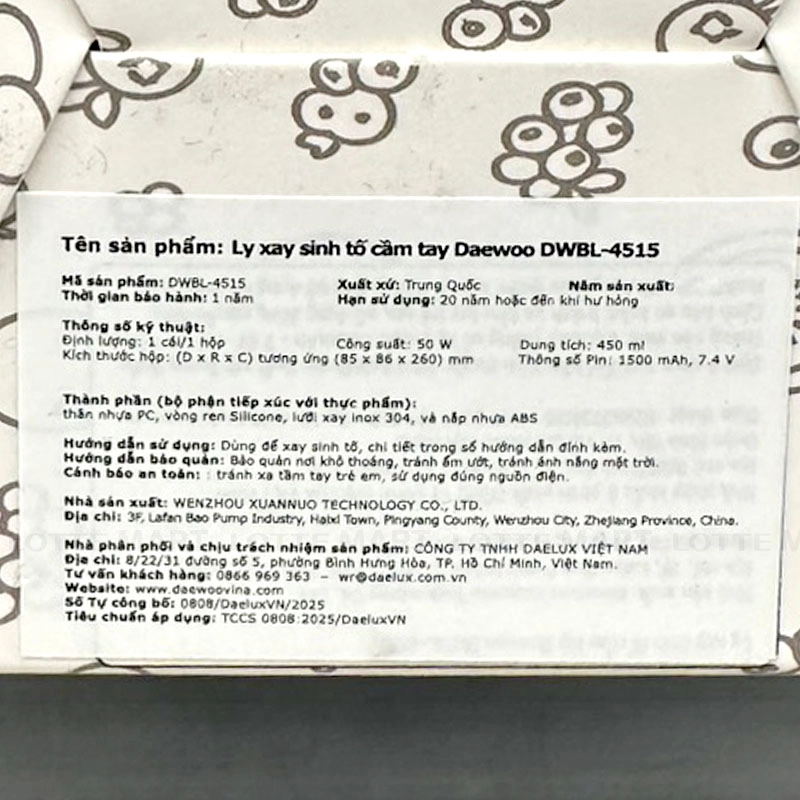 Tên sản phẩm: Ly xay sinh tố cầm tay Daewoo DWBL-4515
Mã sản phẩm: DWBL-4515 Xuất xứ: Trung Quốc Năm sản xuất:
Thời gian bảo hành: 1 năm Hạn sử dụng: 20 năm hoặc đến khi hư hỏng
Thông số kỹ thuật:
Định lượng: 1 cái/1 hộp Công suất: 50 W Dung tích: 450 ml
Kích thước hộp: (D x R x C) tương ứng (85 x 86 x 260) mm Thông số Pin: 1500 mAh, 7.4 V
Thành phần (bộ phận tiếp xúc với thực phẩm):
thân nhựa PC, vòng ren Silicone, lưỡi xay inox 304, và nắp nhựa ABS
Hướng dẫn sử dụng: Dùng để xay sinh tố, chi tiết trong sổ hướng dẫn đính kèm.
Hướng dẫn bảo quản: Bảo quản nơi khô thoáng, tránh ẩm ướt, tránh ánh nắng mặt trời.
Cảnh báo an toàn: : tránh xa tầm tay trẻ em, sử dụng đúng nguồn điện.
Nhà sản xuất: WENZHOU XUANNUO TECHNOLOGY CO., LTD.
Địa chỉ: 3F, Lafan Bao Pump Industry, Haixi Town, Pingyang County, Wenzhou City, Zhejiang Province, China.
LOTTE MART LOTTE MART LOTTE MART LOTTE M
Nhà phân phối và chịu trách nhiệm sản phẩm: CÔNG TY TNHH DAELUX VIỆT NAM
Địa chỉ: 8/22/31 đường số 5, phường Bình Hưng Hòa, TP. Hồ Chí Minh, Việt Nam.
Tư vấn khách hàng: 0866 969 363 – wr@daelux.com.vn
Website: www.daewoovina.com
Số Tự công bố: 0808/DaeluxVN/2025
Tiêu chuẩn áp dụng: TCCS 0808:2025/DaeluxVN